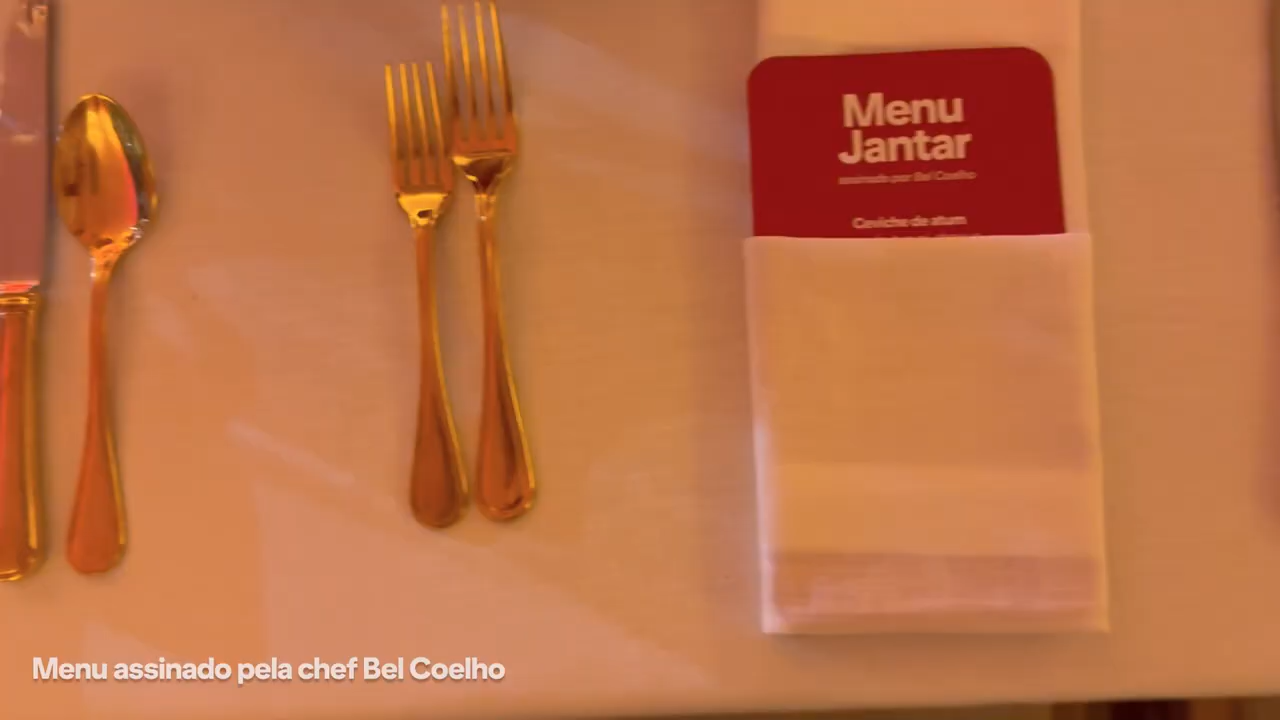 Menu
Jantar
assinado por Bel Coelho
Ceviche de atum
Menu assinado pela chef Bel Coelho